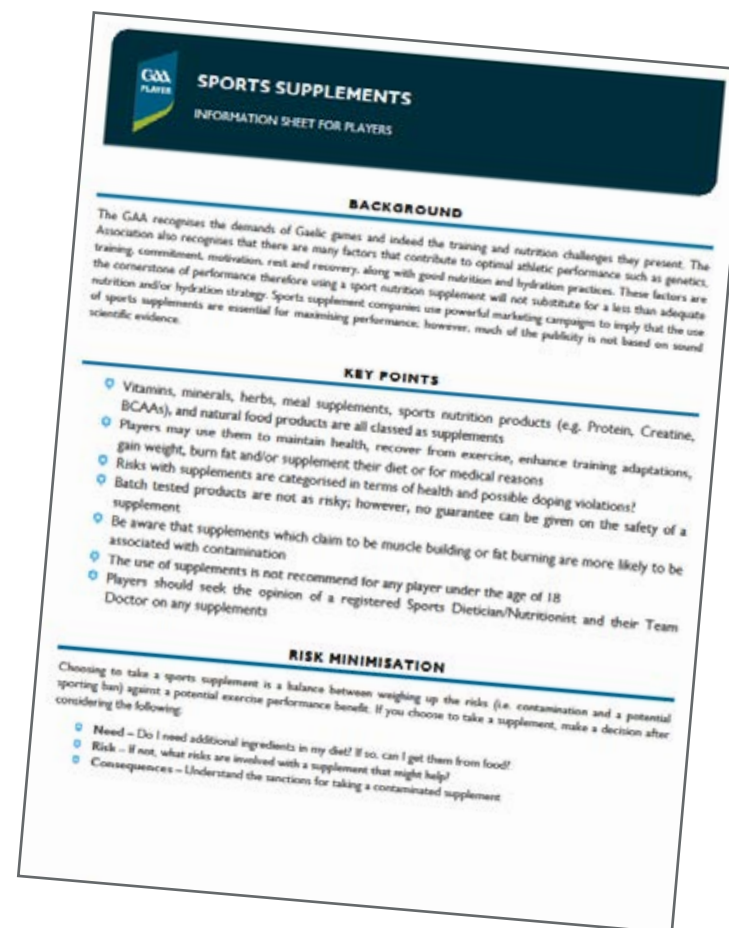 GAA
PLAYER
SPORTS SUPPLEMENTS
INFORMATION SHEET FOR PLAYERS
BACKGROUND
The GAA recognises the demands of Gaelic games and indeed the training and nutrition challenges they present. The
Association also recognises that there are many factors that contribute to optimal athletic performance such as genetics,
training, commitment, motivation, rest and recovery, along with good nutrition and hydration practices. These factors are
the cornerstone of performance therefore using a sport nutrition supplement will not substitute for a less than adequate
nutrition and/or hydration strategy. Sports supplement companies use powerful marketing campaigns to imply that the use
of sports supplements are essential for maximising performance; however, much of the publicity is not based on sound
scientific evidence.
KEY POINTS
Vitamins, minerals, herbs, meal supplements, sports nutrition products (e.g. Protein, Creatine,
BCAAs), and natural food products are all classed as supplements
Players may use them to maintain health, recover from exercise, enhance training adaptations,
gain weight, burn fat and/or supplement their diet or for medical reasons
Risks with supplements are categorised in terms of health and possible doping violations!
Batch tested products are not as risky; however, no guarantee can be given on the safety of a
supplement
Be aware that supplements which claim to be muscle building or fat burning are more likely to be
associated with contamination
The use of supplements is not recommend for any player under the age of 18
Players should seek the opinion of a registered Sports Dietician/Nutritionist and their Team
Doctor on any supplements
RISK MINIMISATION
Choosing to take a sports supplement is a balance between weighing up the risks (i.e. contamination and a potential
sporting ban) against a potential exercise performance benefit. If you choose to take a supplement, make a decision after
considering the following:
Need – Do I need additional ingredients in my diet? If so, can I get them from food?
Risk – If not, what risks are involved with a supplement that might help?
Consequences – Understand the sanctions for taking a contaminated supplement